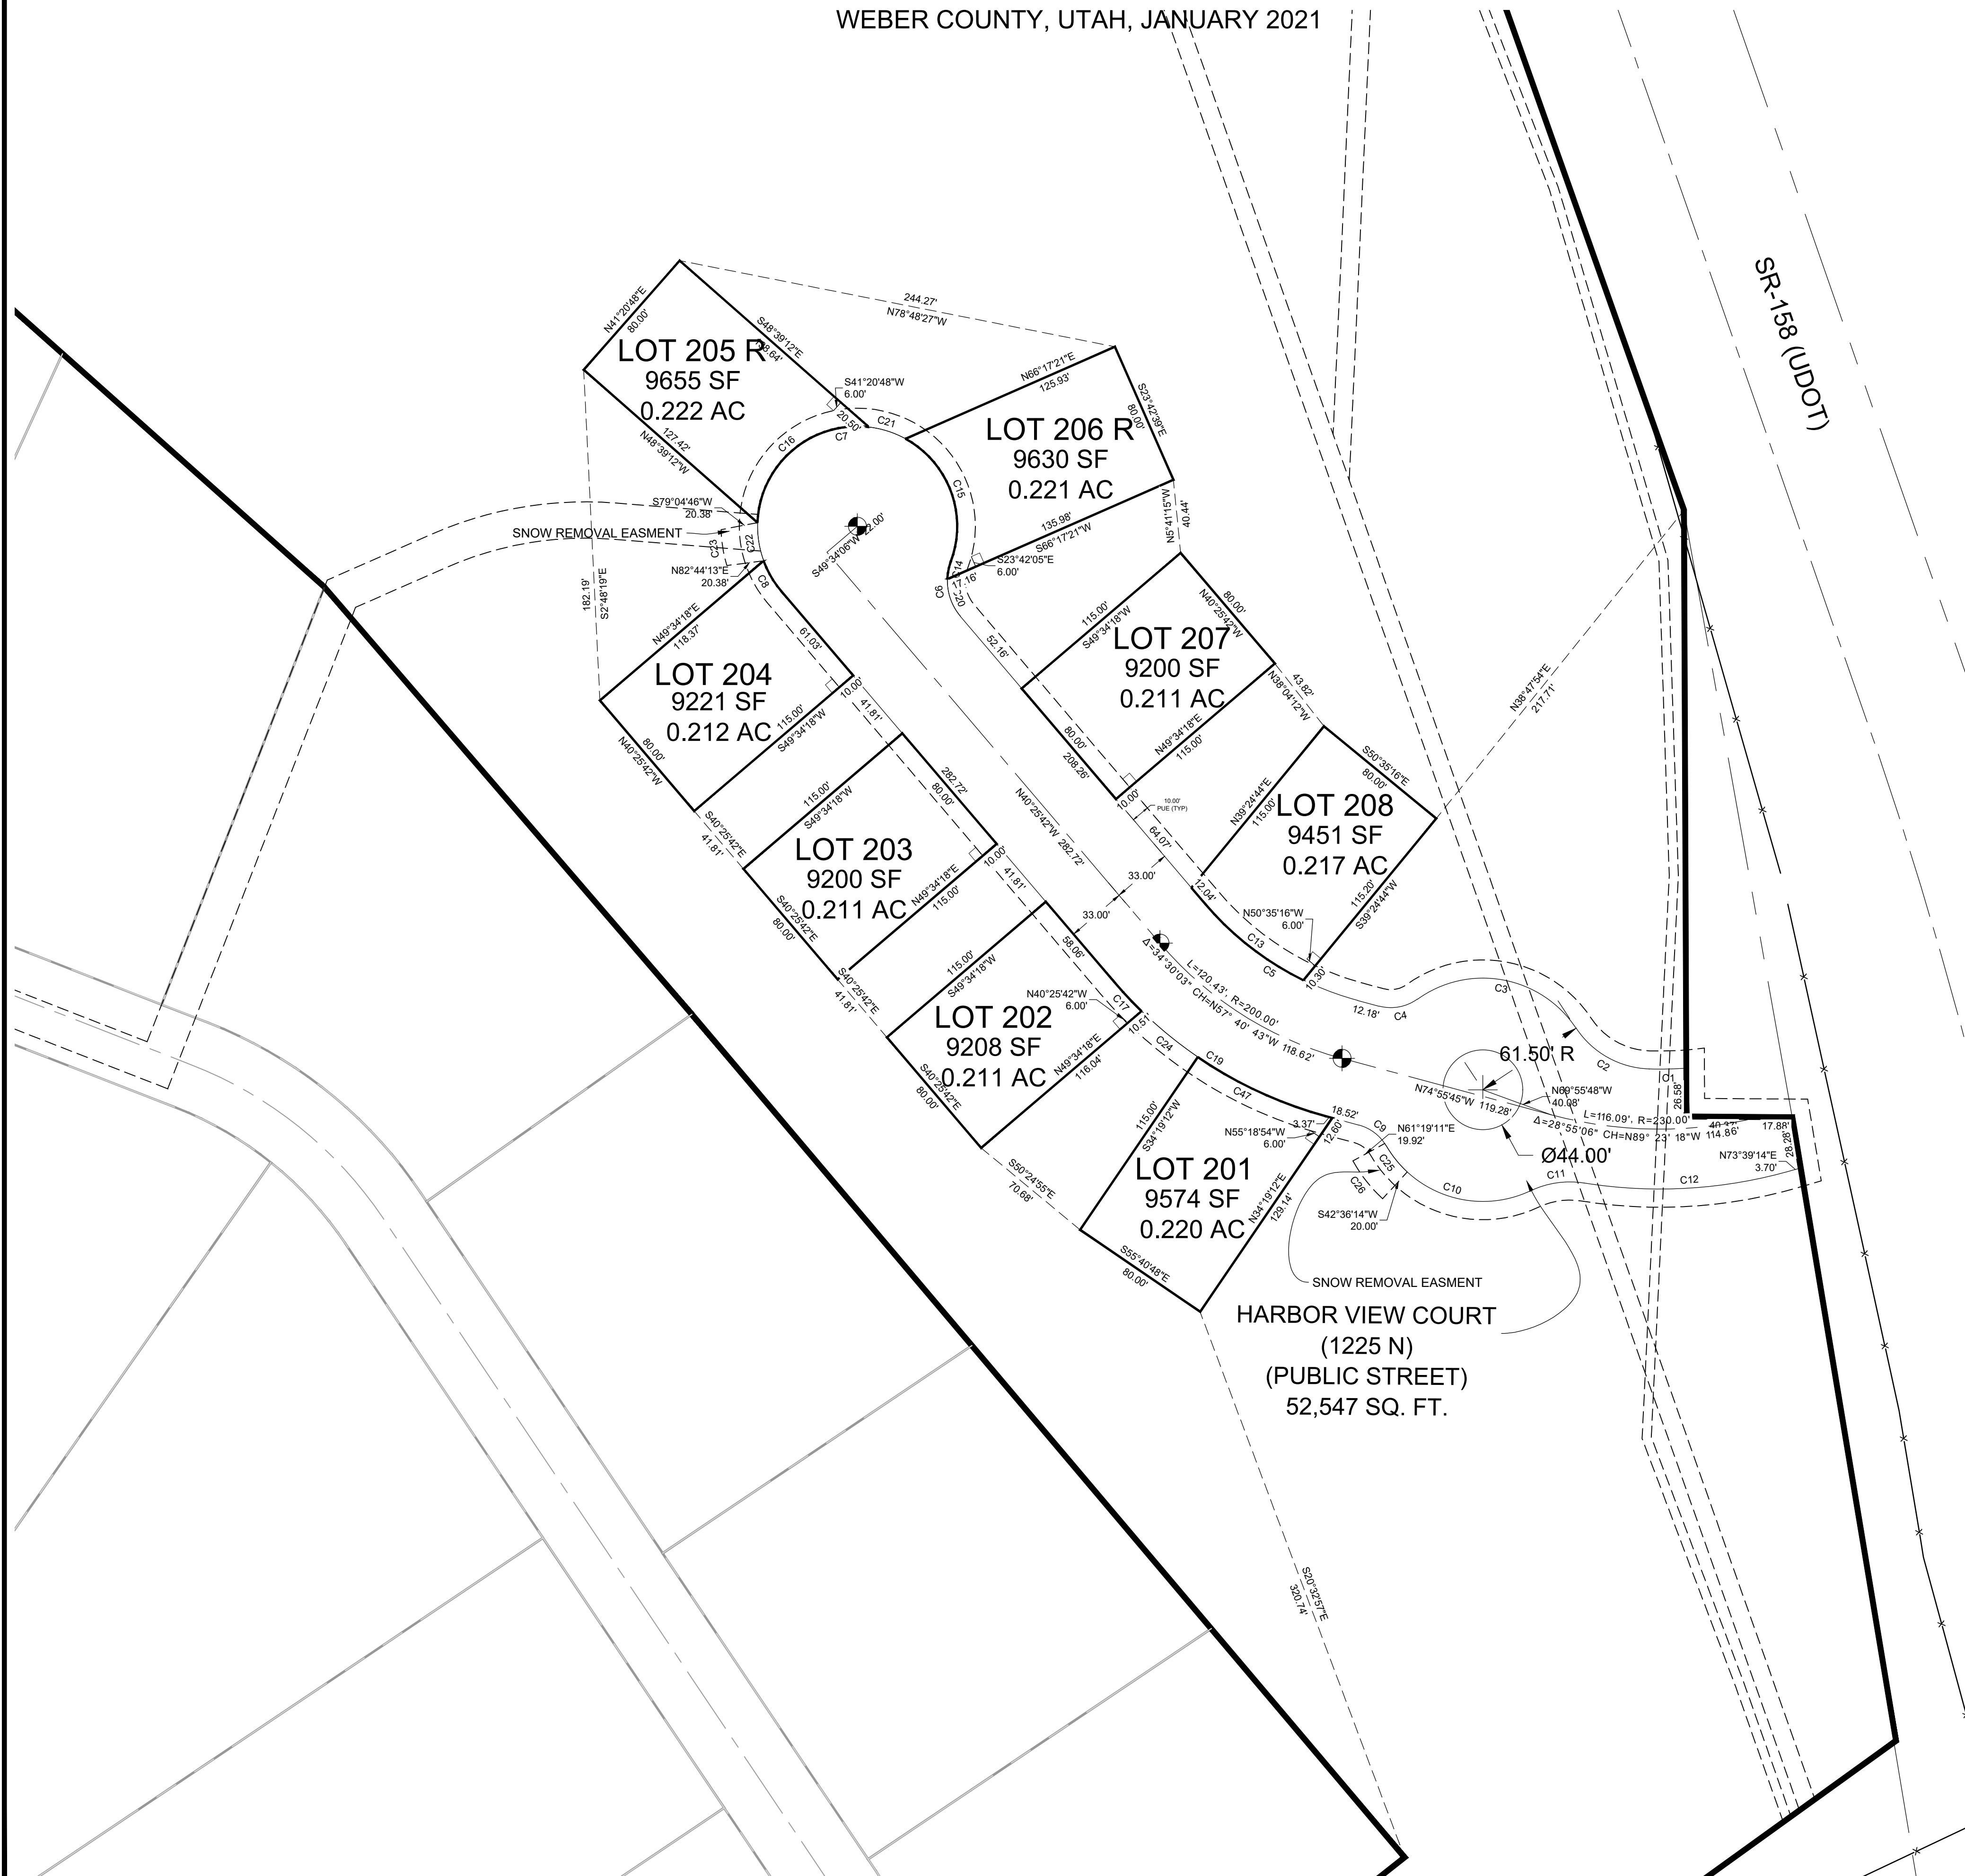 WEBER COUNTY, UTAH, JANUARY 2021
SR-158 (UDOT)
244.27'
N78°48'27"W
N41°20'48"E
80.00'
S48°39'12"E
LOT 205 R
9655 SF
0.222 AC
127.42'
N48°39'12"W
S41°20'48"W
6.00'
20.50'
C21
C7
C16
N66°17'21"E
125.93'
S23°42'39"E
80.00'
LOT 206 R
9630 SF
0.221 AC
C15
135.98'
S66°17'21"W
N5°41'15"W
40.44'
S23°42'05"E
6.00'
17.16'
C6
S79°04'46"W
20.38'
SNOW REMOVAL EASMENT
C23
C22
N82°44'13"E
20.38'
C8
S49°34'06"W 22.00'
182.19'
S2°48'19"E
N49°34'18"E
118.37'
61.03'
LOT 204
9221 SF
0.212 AC
115.00'
S49°34'18"W
10.00'
80.00'
N40°25'42"W
41.81'
52.16'
115.00'
S49°34'18"W
80.00'
N40°25'42"W
LOT 207
9200 SF
0.211 AC
N49°34'18"E
115.00'
80.00'
208.26'
10.00'
43.82'
N38°04'12"W
N38°47'54"E
217.71'
10.00'
PUE (TYP)
64.07'
S50°35'16"E
80.00'
N39°24'44"E
115.00'
LOT 208
9451 SF
0.217 AC
115.20'
S39°24'44"W
12.04'
N50°35'16"W
6.00'
C13
C5
10.30'
S40°25'42"E
41.81'
115.00'
S49°34'18"W
282.72'
80.00'
LOT 203
9200 SF
0.211 AC
N49°34'18"E
115.00'
10.00'
41.81'
S40°25'42"E
80.00'
N40°25'42"W 282.72'
33.00'
33.00'
S40°25'42"E
41.81'
115.00'
S49°34'18"W
58.06'
N40°25'42"W
6.00'
C17
LOT 202
9208 SF
0.211 AC
N49°34'18"E
116.04'
10.51'
S40°25'42"E
80.00'
C24
C19
C47
L=120.43', R=200.00'
Δ=34°30'03" CH=N57° 40' 43"W 118.62'
12.18'
C4
C3
C2
C1
26.58'
61.50' R
N74°55'45"W 119.28'
N69°55'48"W
40.08'
L=116.09', R=230.00'
Δ=28°55'06" CH=N89° 23' 18"W 114.86'
17.88'
28.28'
Ø44.00'
N73°39'14"E
3.70'
C11
C12
C10
C9
18.52'
3.37'
12.60'
N55°18'54"W
6.00'
N61°19'11"E
19.92'
C25
C26
S42°36'14"W
20.00'
115.00'
S34°19'12"W
LOT 201
9574 SF
0.220 AC
N34°19'12"E
129.14'
S50°24'55"E
70.68'
S55°40'48"E
80.00'
SNOW REMOVAL EASMENT
HARBOR VIEW COURT
(1225 N)
(PUBLIC STREET)
52,547 SQ. FT.
S20°32'57"E
320.74'